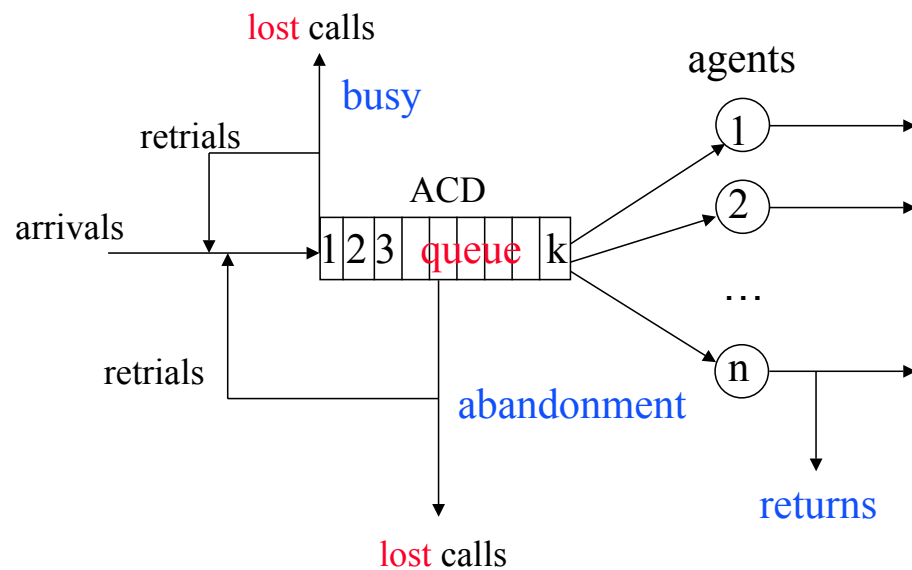 lost calls
agents
busy
retrials
1
ACD
2
arrivals
1 2 3 queue k
...
retrials
n
abandonment
returns
lost calls